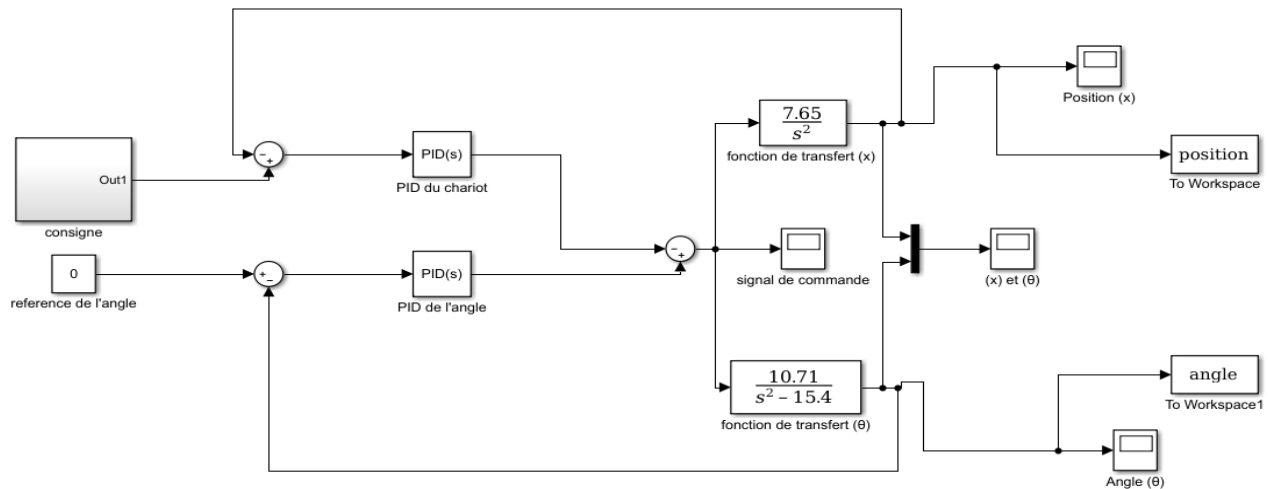 Position (x)
7.65
s²
fonction de transfert (x)
position
To Workspace
Out1
consigne
−
+
PID(s)
PID du chariot
0
reference de l'angle
+
−
PID(s)
PID de l'angle
−
+
signal de commande
(x) et (θ)
10.71
s² – 15.4
fonction de transfert (θ)
angle
To Workspace1
Angle (θ)